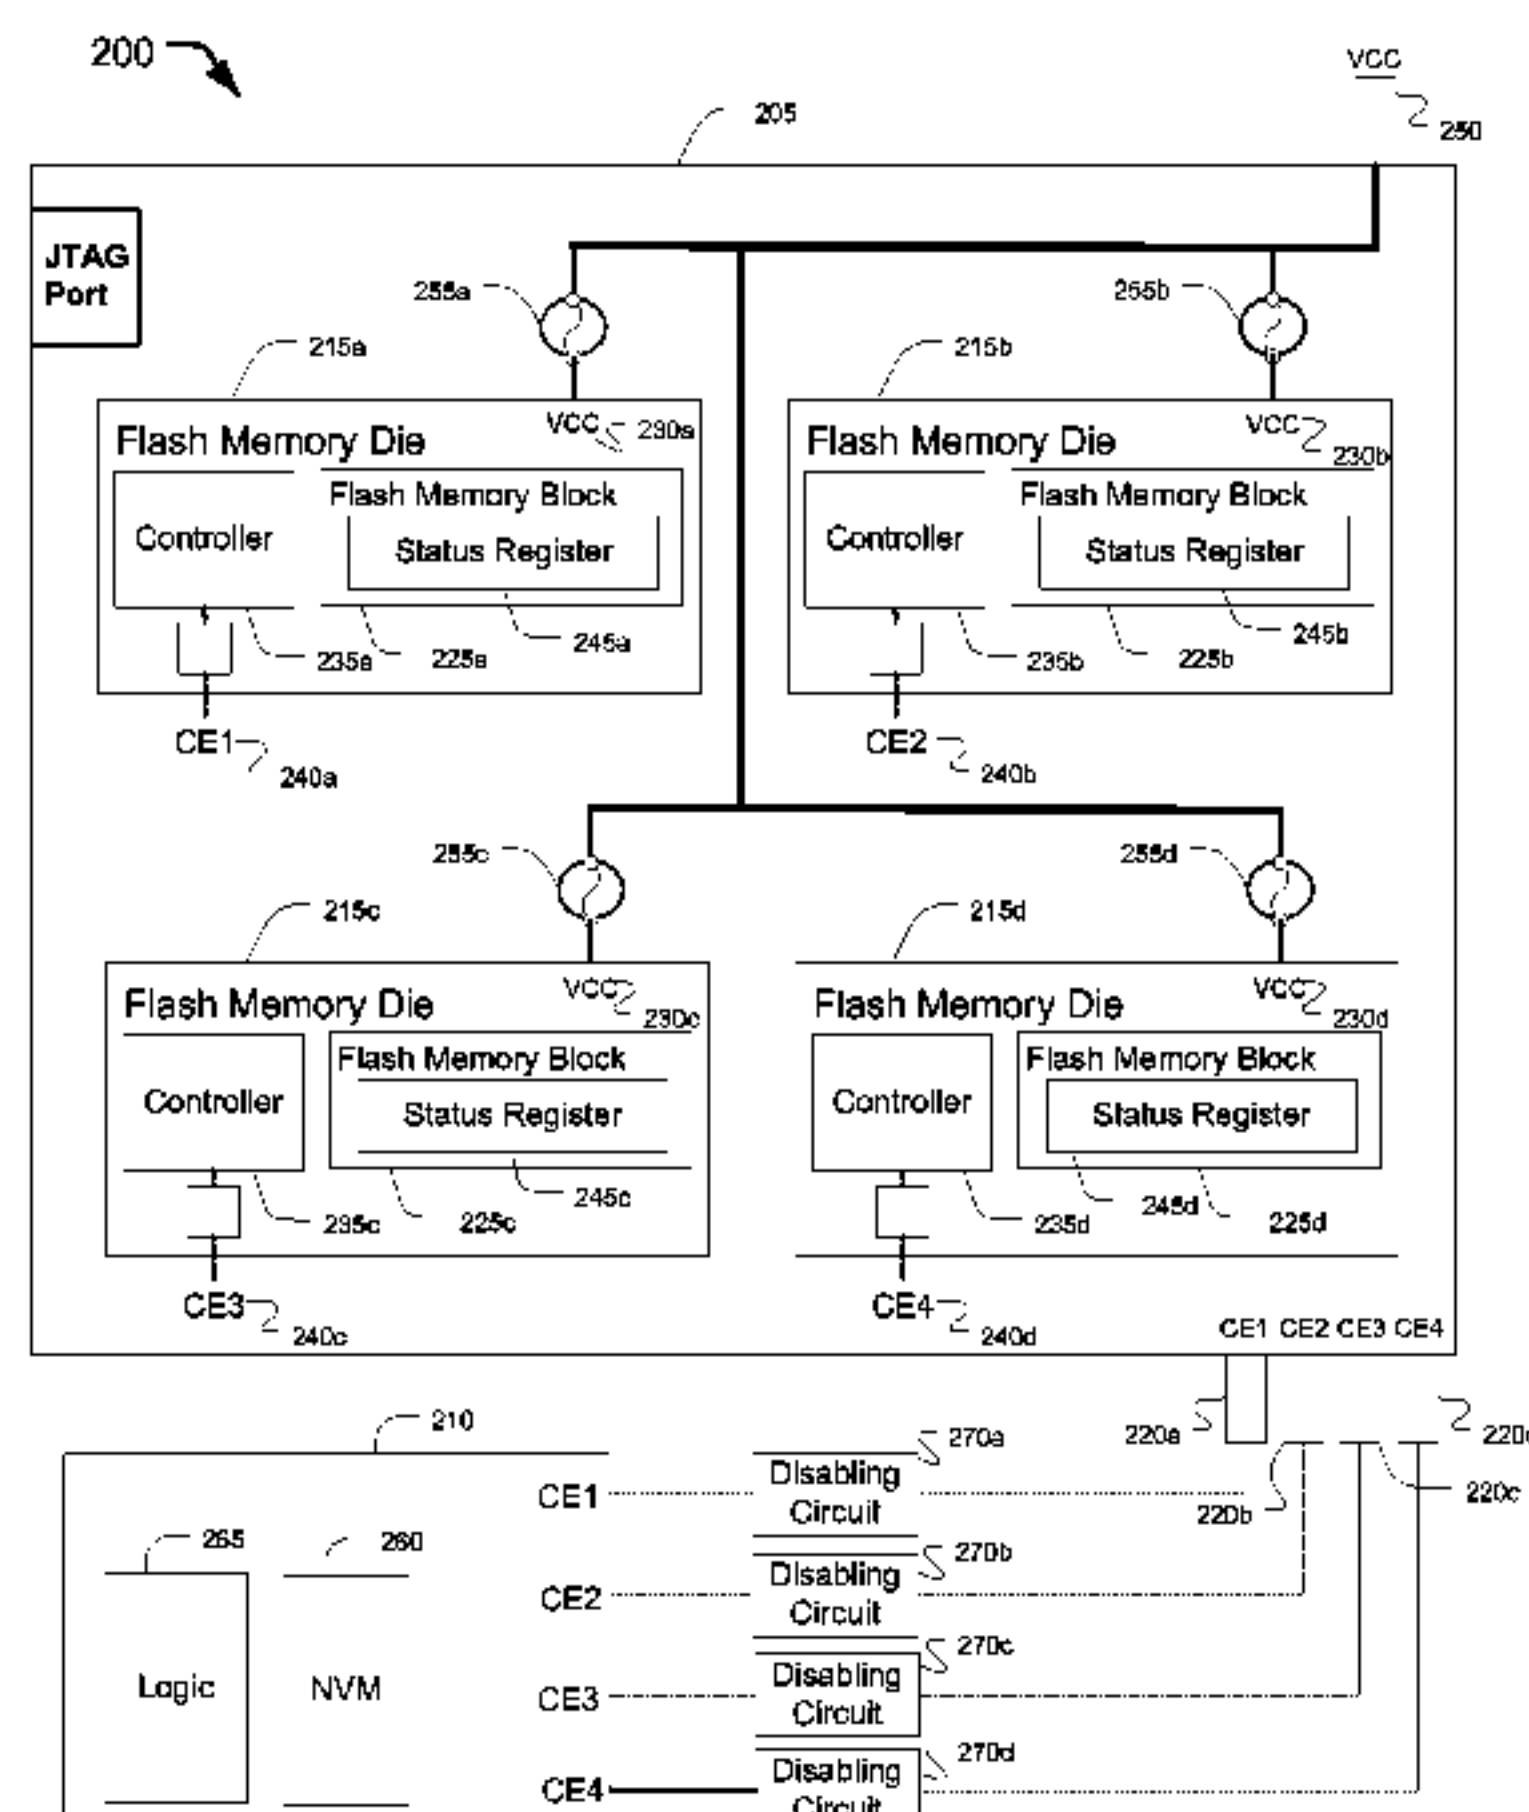 200
VCC
250
205
JTAG
Port
255a
255b
215a
215b
Flash Memory Die
VCC
230a
Flash Memory Die
VCC
230b
Controller
Flash Memory Block
Status Register
Controller
Flash Memory Block
Status Register
235a
225a
245a
235b
225b
245b
CE1
240a
CE2
240b
255c
255d
215c
215d
Flash Memory Die
VCC
230c
Flash Memory Die
VCC
230d
Controller
Flash Memory Block
Status Register
Controller
Flash Memory Block
Status Register
235c
225c
245c
235d
245d
225d
CE3
240c
CE4
240d
CE1 CE2 CE3 CE4
210
270a
220a
220b
220c
CE1
Disabling
Circuit
265
260
270b
CE2
Disabling
Circuit
270c
Logic
NVM
CE3
Disabling
Circuit
270d
CE4
Disabling
Circuit